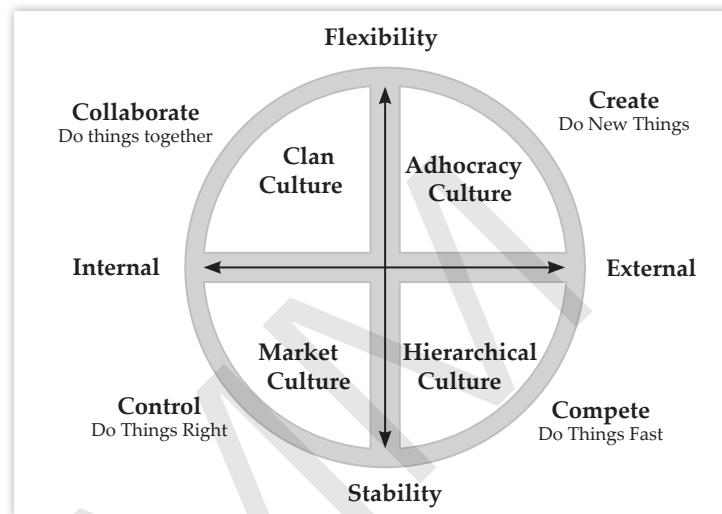 Flexibility
Collaborate
Do things together
Create
Do New Things
Clan
Culture
Adhocracy
Culture
Internal
External
Market
Culture
Hierarchical
Culture
Control
Do Things Right
Compete
Do Things Fast
Stability